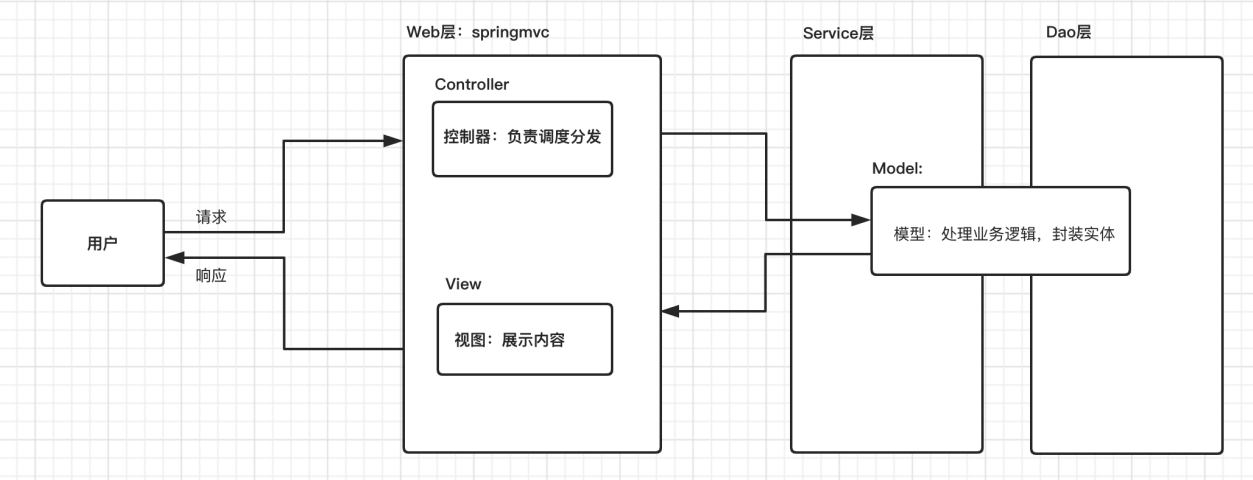 Web层：springmvc
Service层
Dao层
Controller
控制器：负责调度分发
Model:
模型：处理业务逻辑，封装实体
请求
用户
响应
View
视图：展示内容